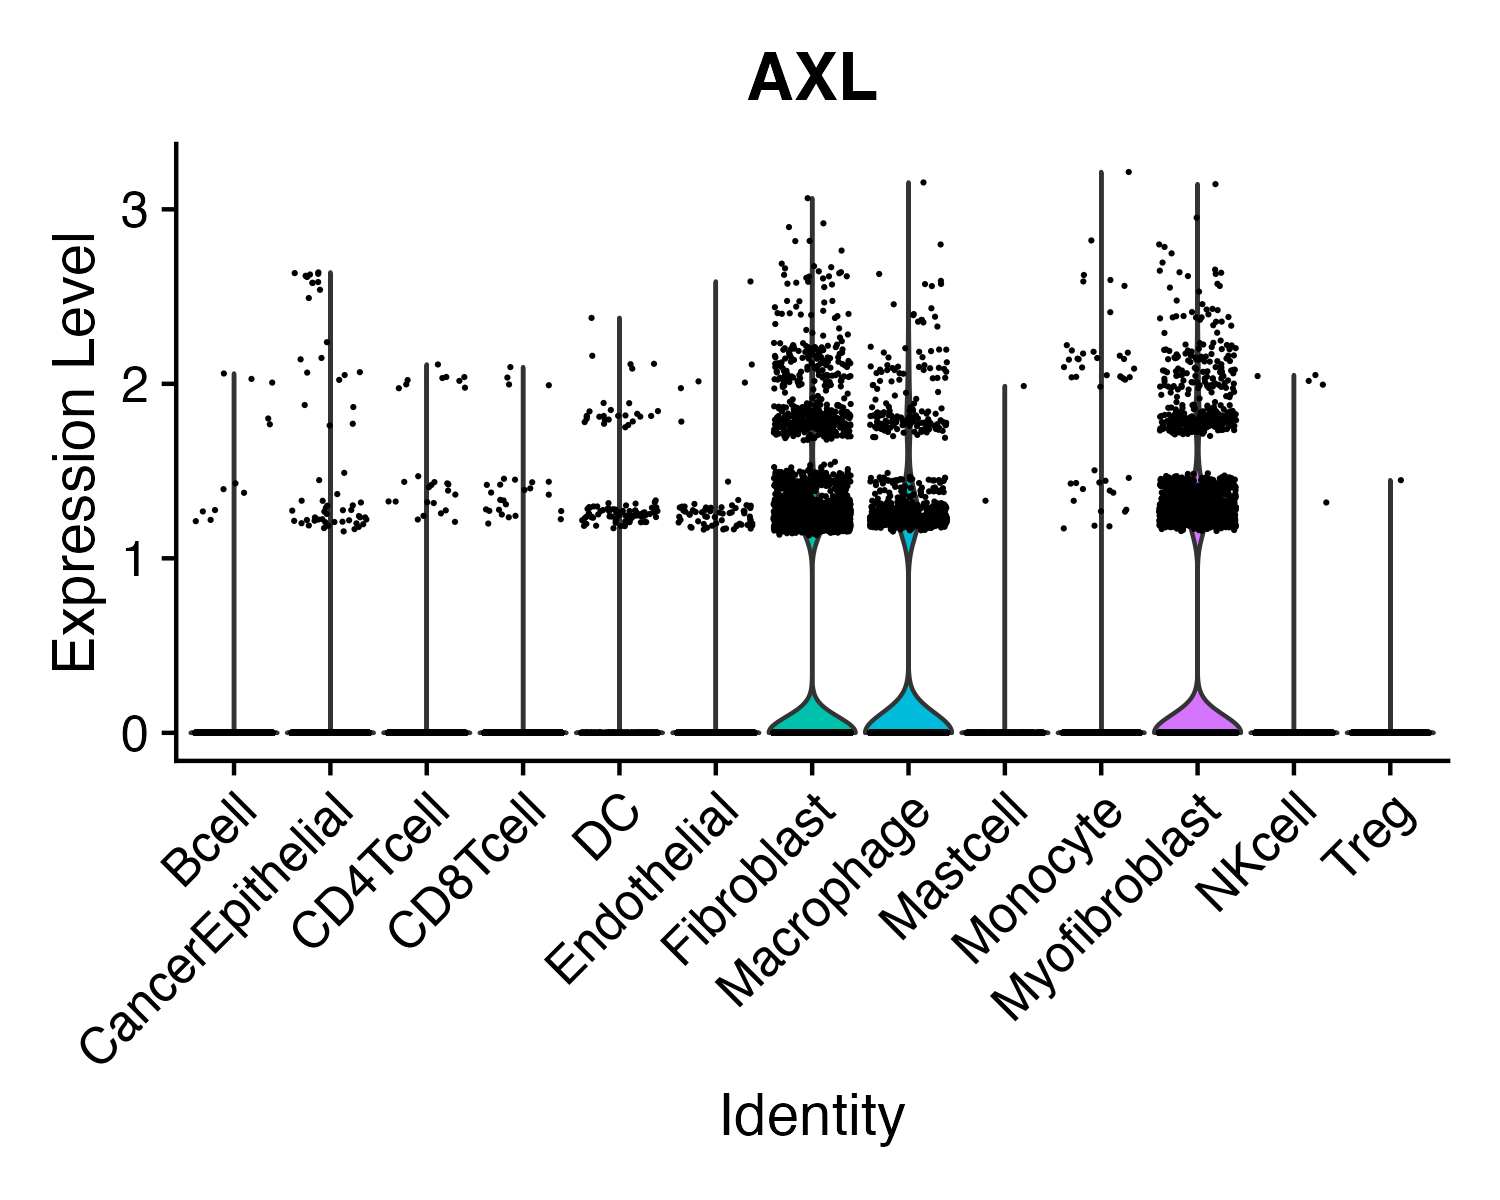 AXL
Expression Level
3
2
1
0
Bcell
CancerEpithelial
CD4Tcell
CD8Tcell
DC
Endothelial
Fibroblast
Macrophage
Mastcell
Monocyte
Myofibroblast
NKcell
Treg
Identity